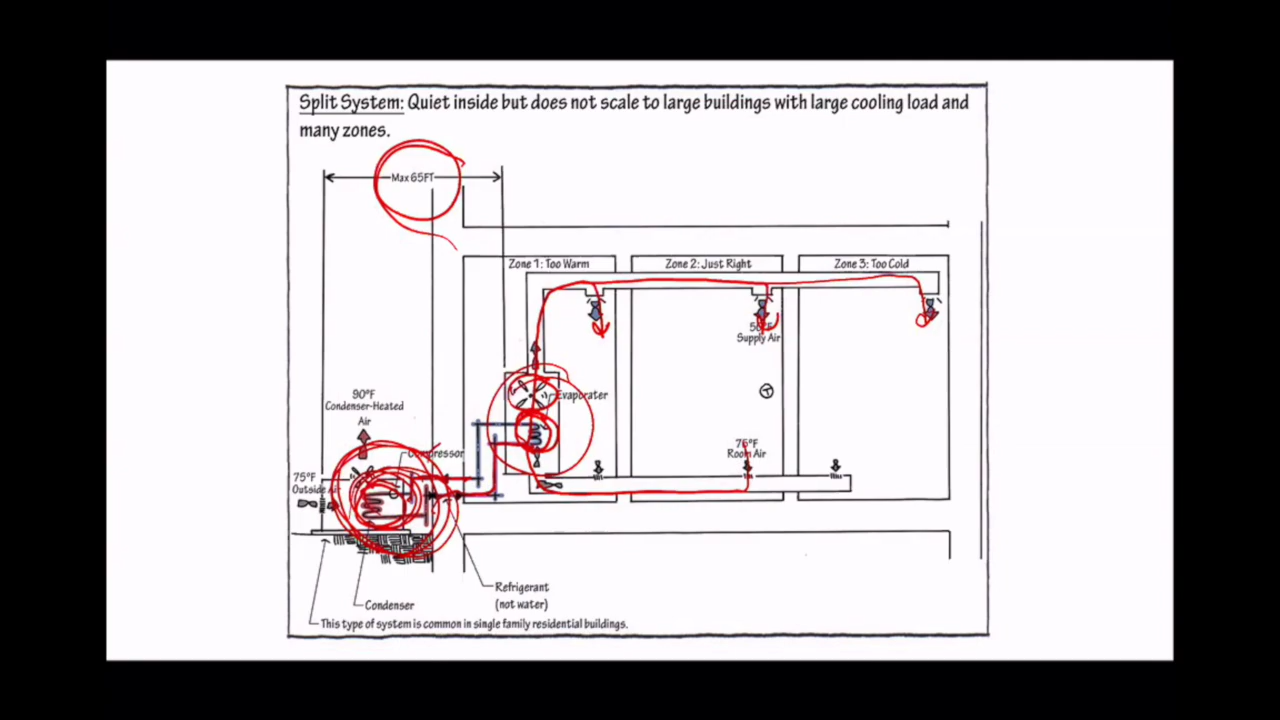 Split System: Quiet inside but does not scale to large buildings with large cooling load and
many zones.
Max 65FT
Zone 1: Too Warm
Zone 2: Just Right
Zone 3: Too Cold
Supply Air
Evaporater
90°F
Condenser-Heated
Air
Compressor
75°F
Outside Air
75°F
Room Air
T
Refrigerant
(not water)
Condenser
This type of system is common in single family residential buildings.